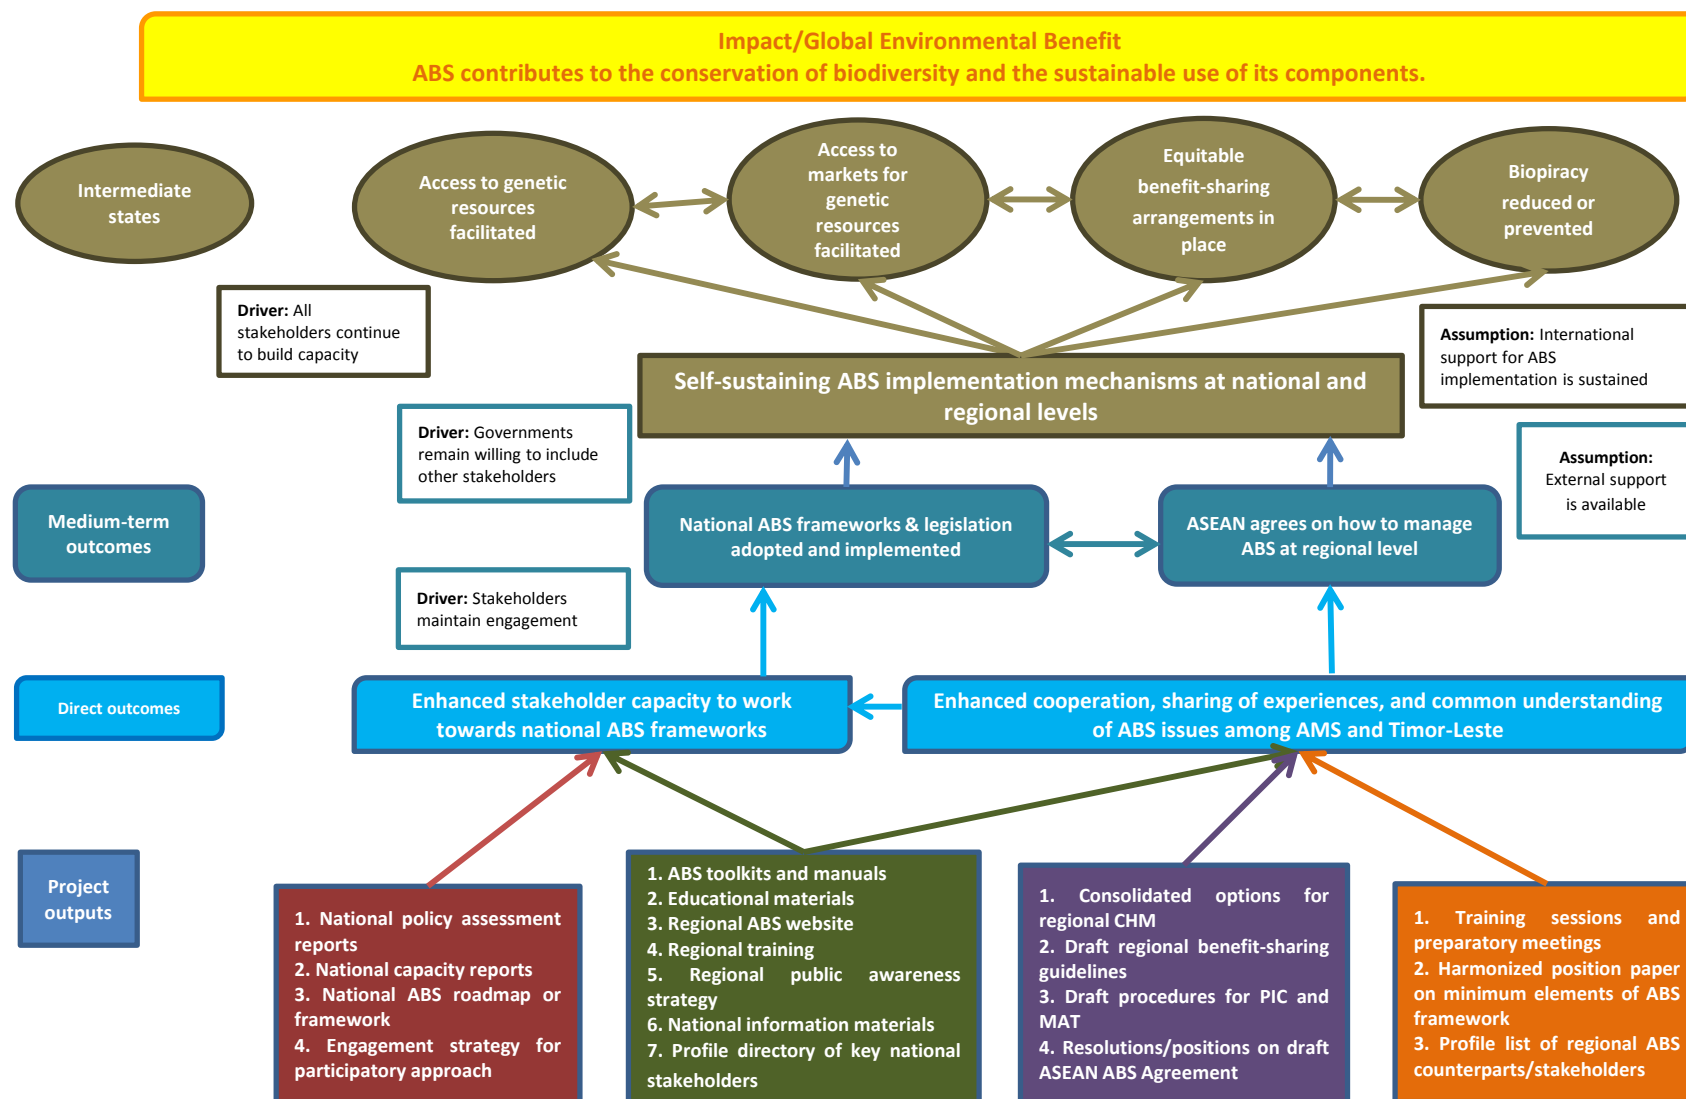 Impact/Global Environmental Benefit
ABS contributes to the conservation of biodiversity and the sustainable use of its components.
Intermediate
states
Access to genetic
resources
facilitated
Access to
markets for
genetic
resources
facilitated
Equitable
benefit-sharing
arrangements in
place
Biopiracy
reduced or
prevented
Driver: All
stakeholders continue
to build capacity
Assumption: International
support for ABS
implementation is sustained
Self-sustaining ABS implementation mechanisms at national and
regional levels
Driver: Governments
remain willing to include
other stakeholders
Assumption:
External support
is available
Medium-term
outcomes
National ABS frameworks & legislation
adopted and implemented
ASEAN agrees on how to manage
ABS at regional level
Driver: Stakeholders
maintain engagement
Direct outcomes
Enhanced stakeholder capacity to work
towards national ABS frameworks
Enhanced cooperation, sharing of experiences, and common understanding
of ABS issues among AMS and Timor-Leste
Project
outputs
1. National policy assessment
reports
2. National capacity reports
3. National ABS roadmap or
framework
4. Engagement strategy for
participatory approach
1. ABS toolkits and manuals
2. Educational materials
3. Regional ABS website
4. Regional training
5. Regional public awareness
strategy
6. National information materials
7. Profile directory of key national
stakeholders
1. Consolidated options for
regional CHM
2. Draft regional benefit-sharing
guidelines
3. Draft procedures for PIC and
MAT
4. Resolutions/positions on draft
ASEAN ABS Agreement
1. Training sessions and
preparatory meetings
2. Harmonized position paper
on minimum elements of ABS
framework
3. Profile list of regional ABS
counterparts/stakeholders